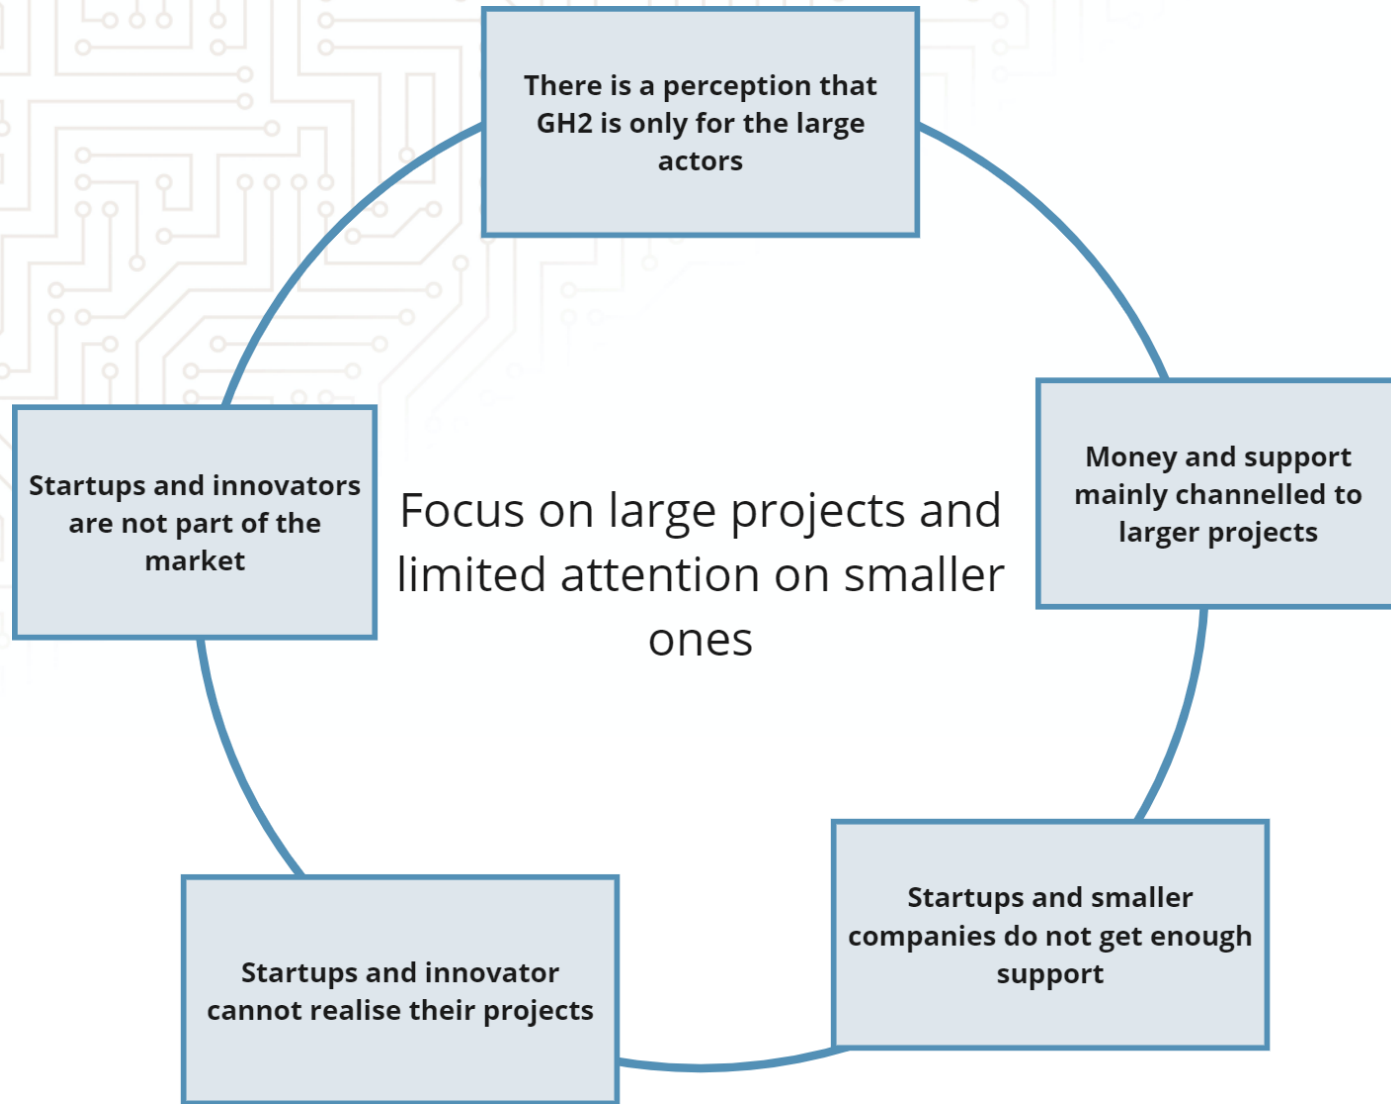 There is a perception that
GH2 is only for the large
actors
Money and support
mainly channelled to
larger projects
Startups and smaller
companies do not get enough
support
Startups and innovator
cannot realise their projects
Startups and innovators
are not part of the
market
Focus on large projects and
limited attention on smaller
ones